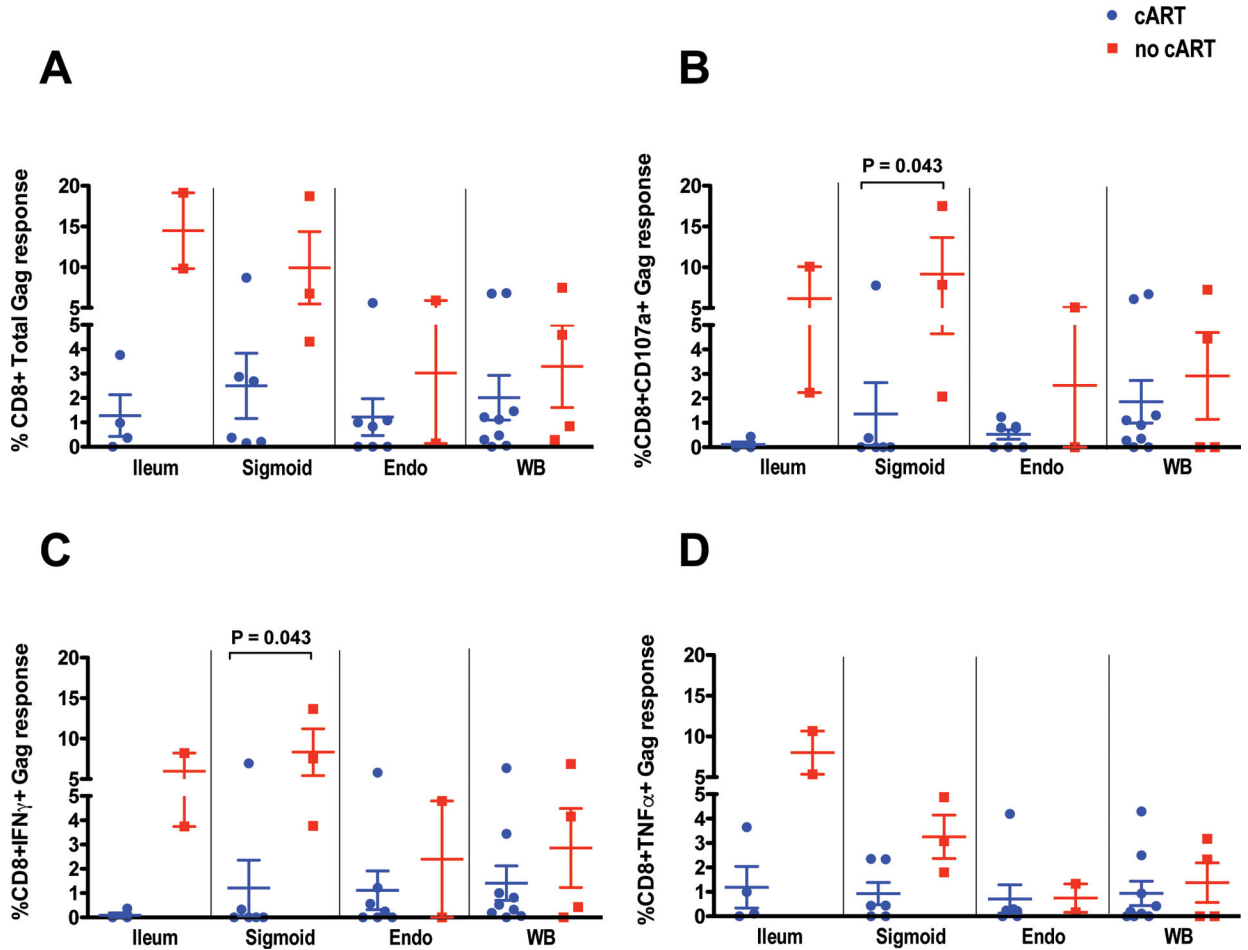 cART
no cART
A
% CD8+ Total Gag response
20
15
10
5
5
4
3
2
1
0
Ileum Sigmoid Endo WB
B
%CD8+CD107a+ Gag response
P = 0.043
20
15
10
5
5
4
3
2
1
0
Ileum Sigmoid Endo WB
C
%CD8+IFNγ+ Gag response
P = 0.043
20
15
10
5
5
4
3
2
1
0
Ileum Sigmoid Endo WB
D
%CD8+TNFα+ Gag response
20
15
10
5
5
4
3
2
1
0
Ileum Sigmoid Endo WB